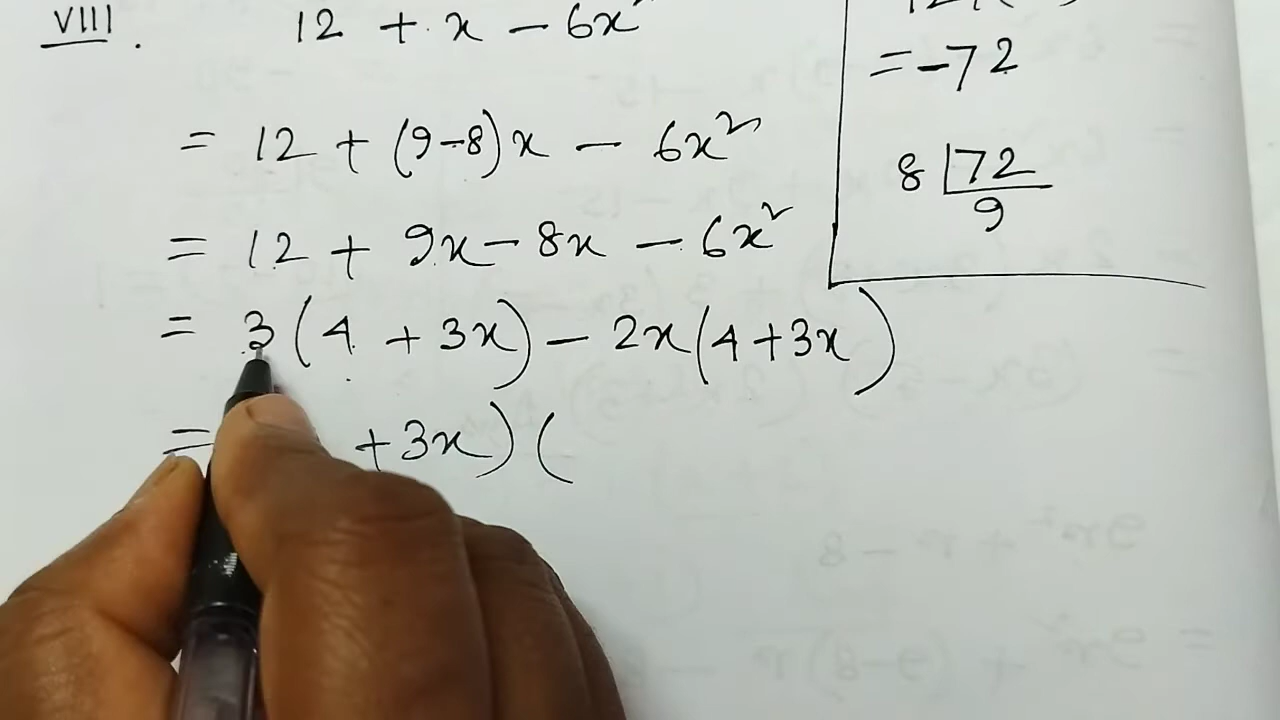 VIII. 12 + x - 6x²
= 12 + (9-8)x - 6x²
= 12 + 9x - 8x - 6x²
= 3(4 + 3x) - 2x(4+3x)
= +3x)(
= -72
8 72
9